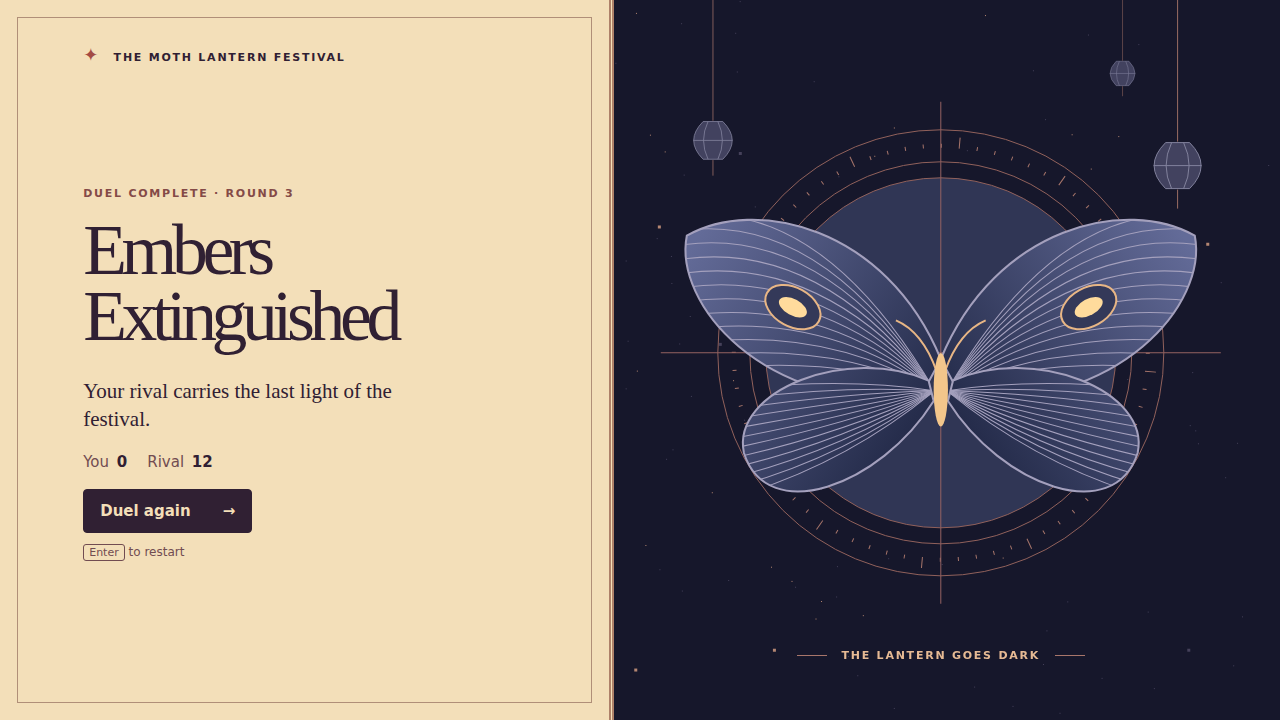 ✦ THE MOTH LANTERN FESTIVAL
DUEL COMPLETE · ROUND 3
Embers
Extinguished
Your rival carries the last light of the
festival.
You 0 Rival 12
Duel again →
Enter to restart
THE LANTERN GOES DARK